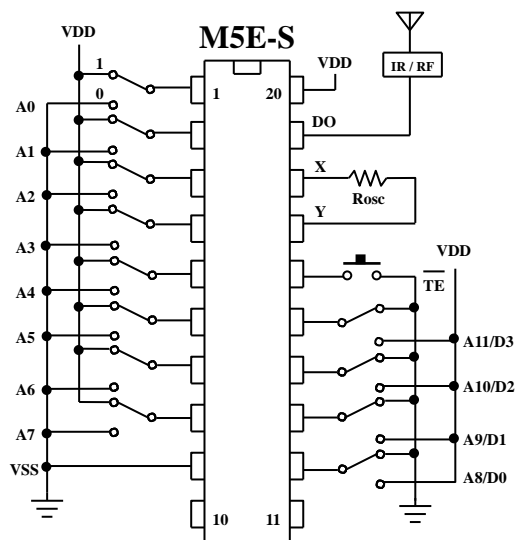 M5E-S
VDD
VDD
IR / RF
1
0
1
20
DO
A0
A1
X
Rosc
A2
Y
A3
VDD
TE
A4
A5
A11/D3
A6
A10/D2
A7
A9/D1
VSS
A8/D0
10
11